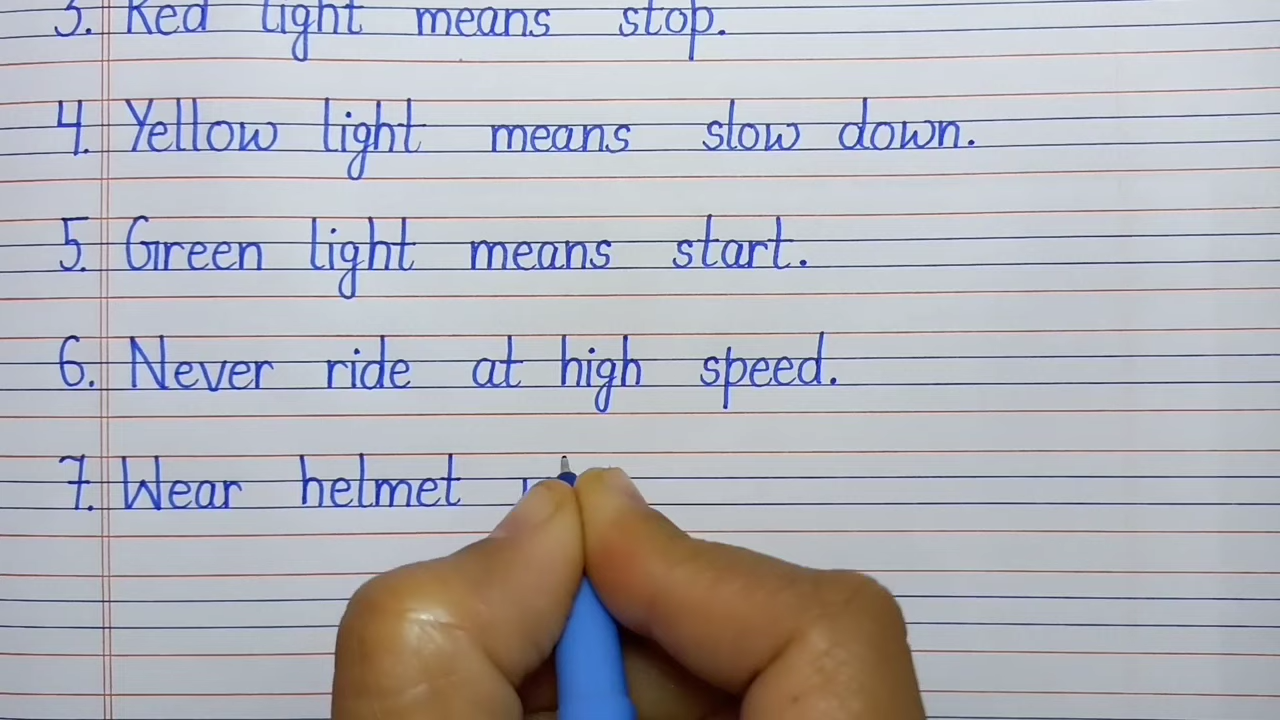 3. Red light means stop.
4. Yellow light means slow down.
5. Green light means start.
6. Never ride at high speed.
7. Wear helmet